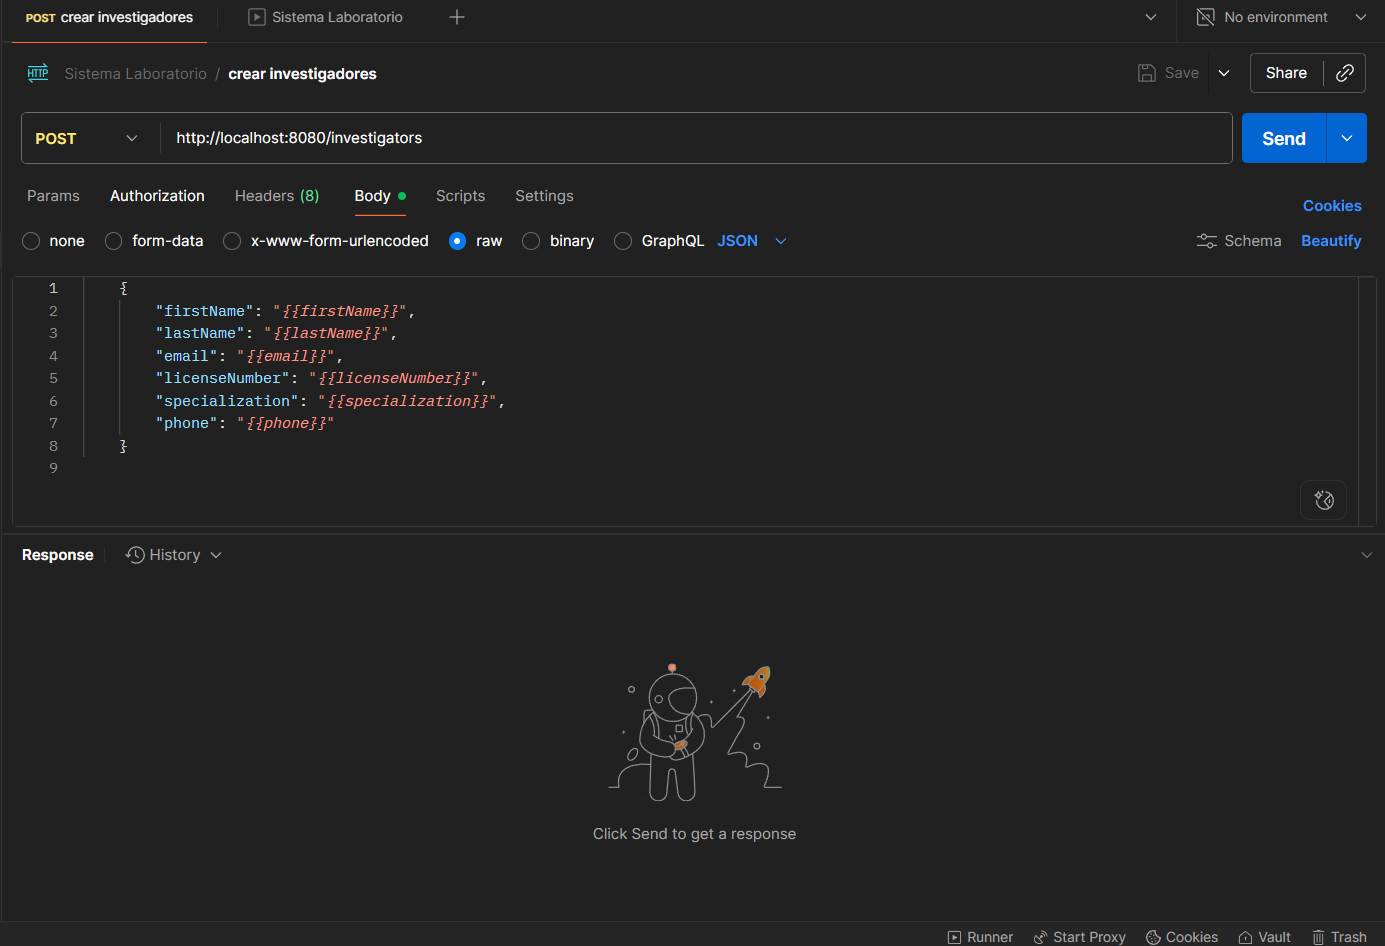 POST crear investigadores
Sistema Laboratorio
No environment
HTTP Sistema Laboratorio / crear investigadores
Save
Share
POST http://localhost:8080/investigators
Send
Params Authorization Headers (8) Body Scripts Settings
Cookies
none form-data x-www-form-urlencoded raw binary GraphQL JSON
Schema Beautify
1 {
2 "firstName": "{{firstName}}",
3 "lastName": "{{lastName}}",
4 "email": "{{email}}",
5 "licenseNumber": "{{licenseNumber}}",
6 "specialization": "{{specialization}}",
7 "phone": "{{phone}}"
8 }
9
Response History
Click Send to get a response
Runner Start Proxy Cookies Vault Trash